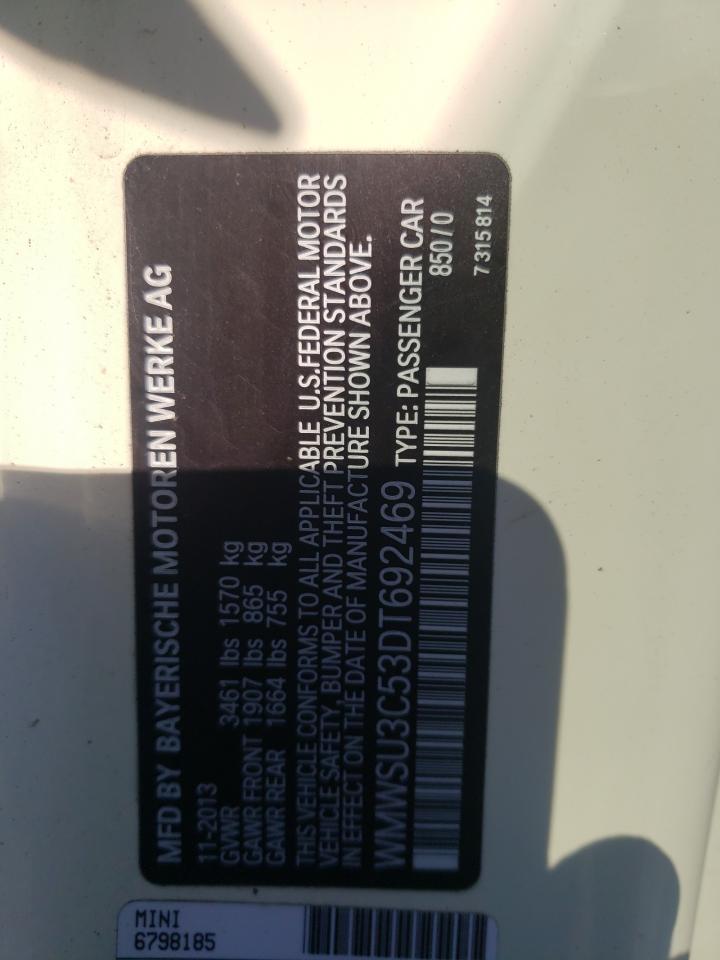 MFD BY BAYERISCHE MOTOREN WERKE AG
11-2013
GVWR 3461 lbs 1570 kg
GAWR FRONT 1907 lbs 865 kg
GAWR REAR 1664 lbs 755 kg
THIS VEHICLE CONFORMS TO ALL APPLICABLE U.S.FEDERAL MOTOR
VEHICLE SAFETY, BUMPER AND THEFT PREVENTION STANDARDS
IN EFFECT ON THE DATE OF MANUFACTURE SHOWN ABOVE.
WMWSU3C53DT692469 TYPE: PASSENGER CAR
850/0
7 315 814
MINI
6798185